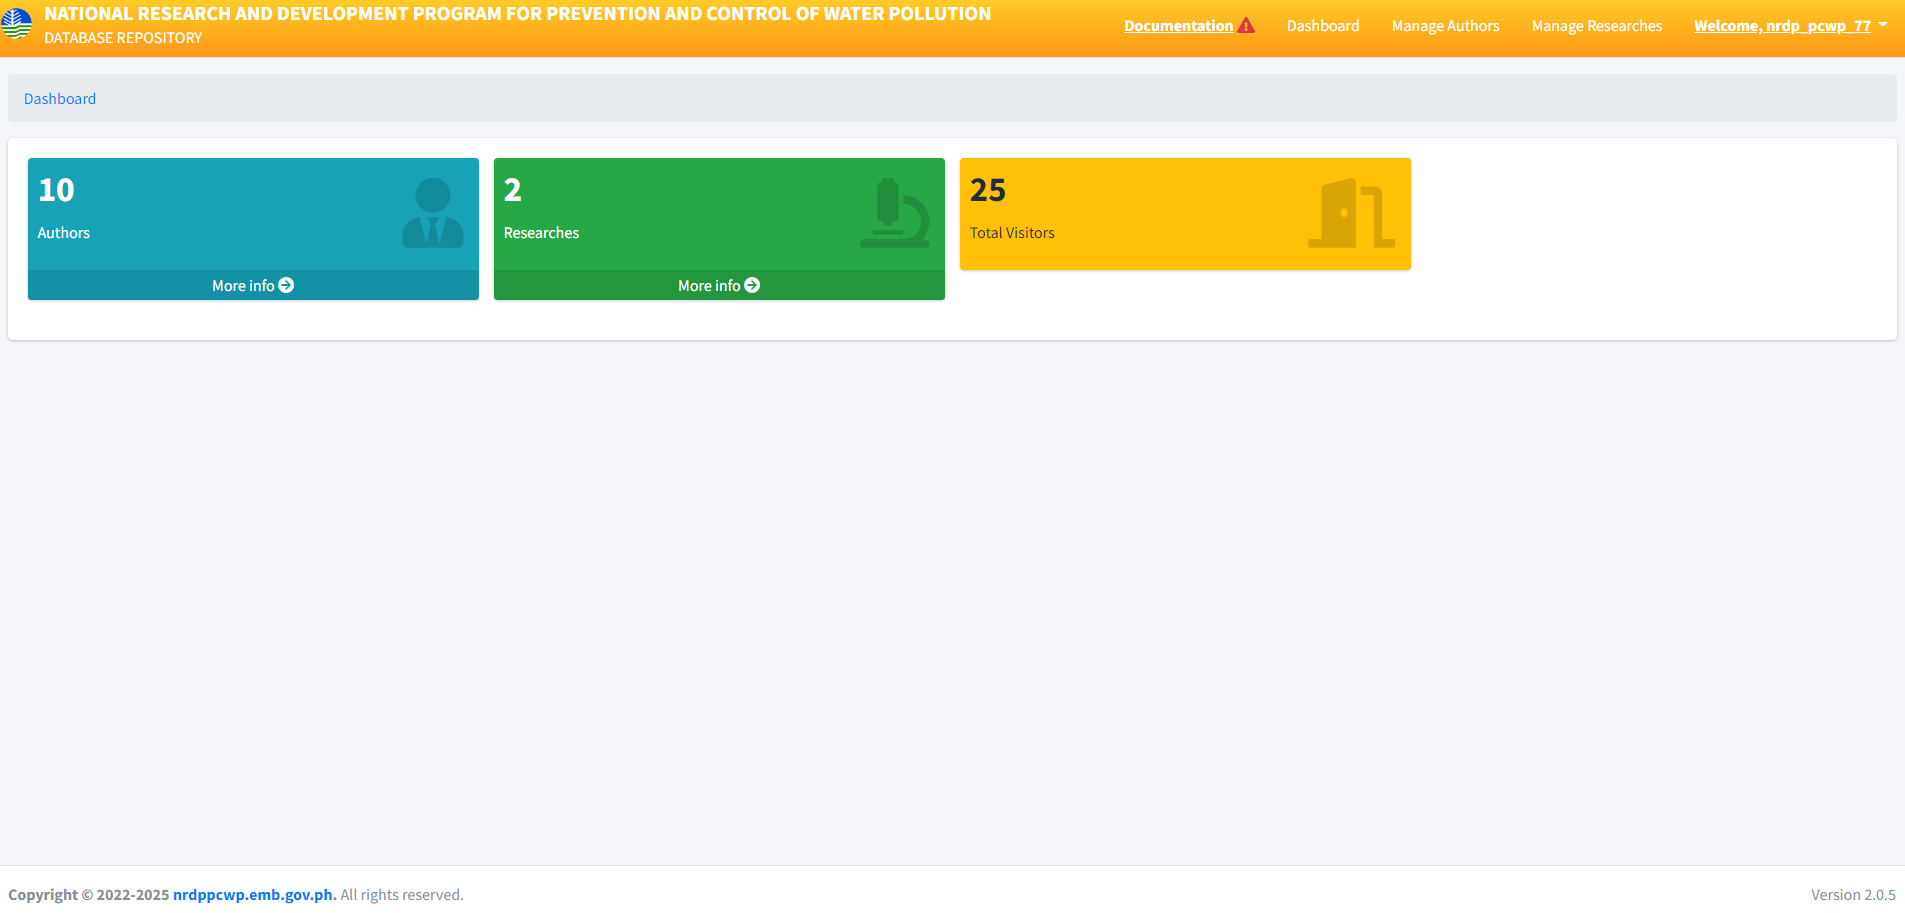 NATIONAL RESEARCH AND DEVELOPMENT PROGRAM FOR PREVENTION AND CONTROL OF WATER POLLUTION
DATABASE REPOSITORY
Documentation Dashboard Manage Authors Manage Researches Welcome, nrdp_pcwp_77
Dashboard
10
Authors
More info
2
Researches
More info
25
Total Visitors
Copyright © 2022-2025 nrdppcwp.emb.gov.ph. All rights reserved.
Version 2.0.5